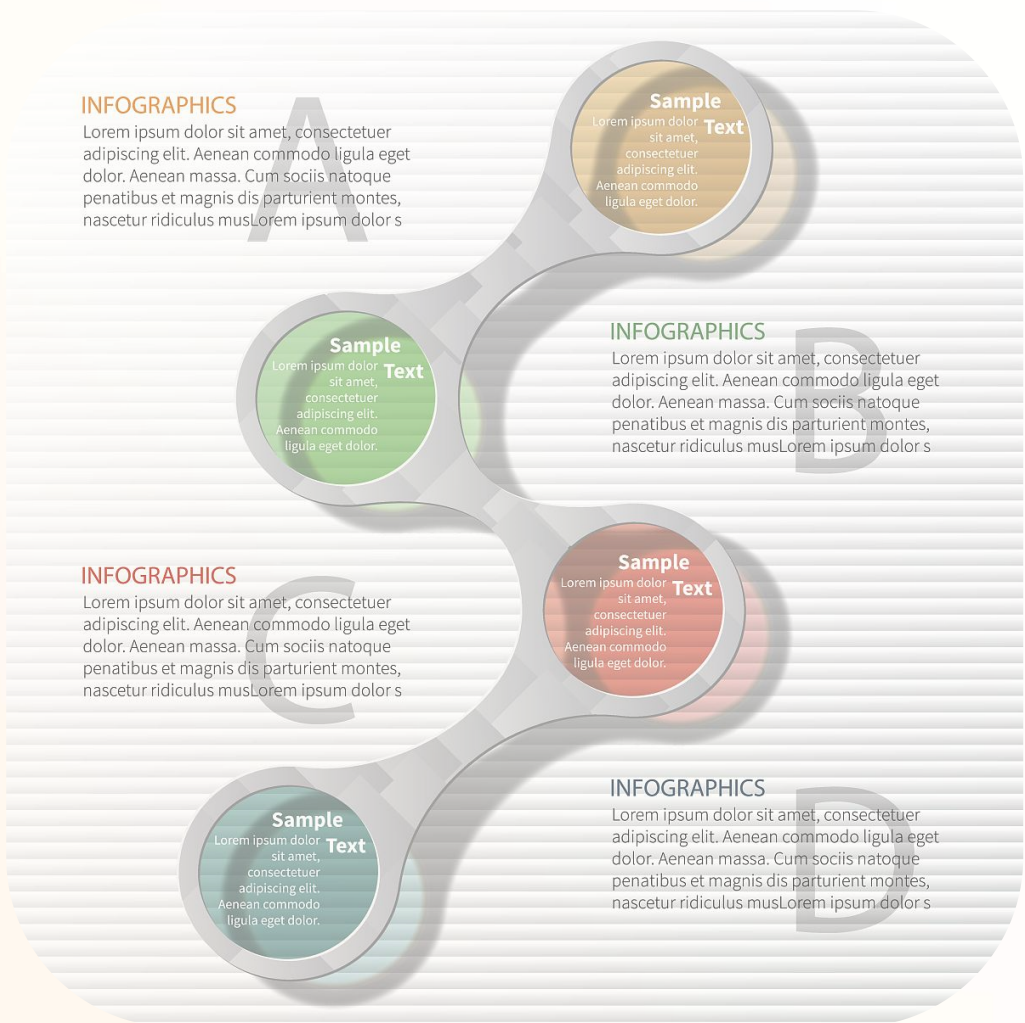 A
INFOGRAPHICS
Lorem ipsum dolor sit amet, consectetuer
adipiscing elit. Aenean commodo ligula eget
dolor. Aenean massa. Cum sociis natoque
penatibus et magnis dis parturient montes,
nascetur ridiculus musLorem ipsum dolor s
Sample
Text
Lorem ipsum dolor
sit amet,
consectetuer
adipiscing elit.
Aenean commodo
ligula eget dolor.
Sample
Text
Lorem ipsum dolor
sit amet,
consectetuer
adipiscing elit.
Aenean commodo
ligula eget dolor.
B
INFOGRAPHICS
Lorem ipsum dolor sit amet, consectetuer
adipiscing elit. Aenean commodo ligula eget
dolor. Aenean massa. Cum sociis natoque
penatibus et magnis dis parturient montes,
nascetur ridiculus musLorem ipsum dolor s
C
INFOGRAPHICS
Lorem ipsum dolor sit amet, consectetuer
adipiscing elit. Aenean commodo ligula eget
dolor. Aenean massa. Cum sociis natoque
penatibus et magnis dis parturient montes,
nascetur ridiculus musLorem ipsum dolor s
Sample
Text
Lorem ipsum dolor
sit amet,
consectetuer
adipiscing elit.
Aenean commodo
ligula eget dolor.
Sample
Text
Lorem ipsum dolor
sit amet,
consectetuer
adipiscing elit.
Aenean commodo
ligula eget dolor.
D
INFOGRAPHICS
Lorem ipsum dolor sit amet, consectetuer
adipiscing elit. Aenean commodo ligula eget
dolor. Aenean massa. Cum sociis natoque
penatibus et magnis dis parturient montes,
nascetur ridiculus musLorem ipsum dolor s